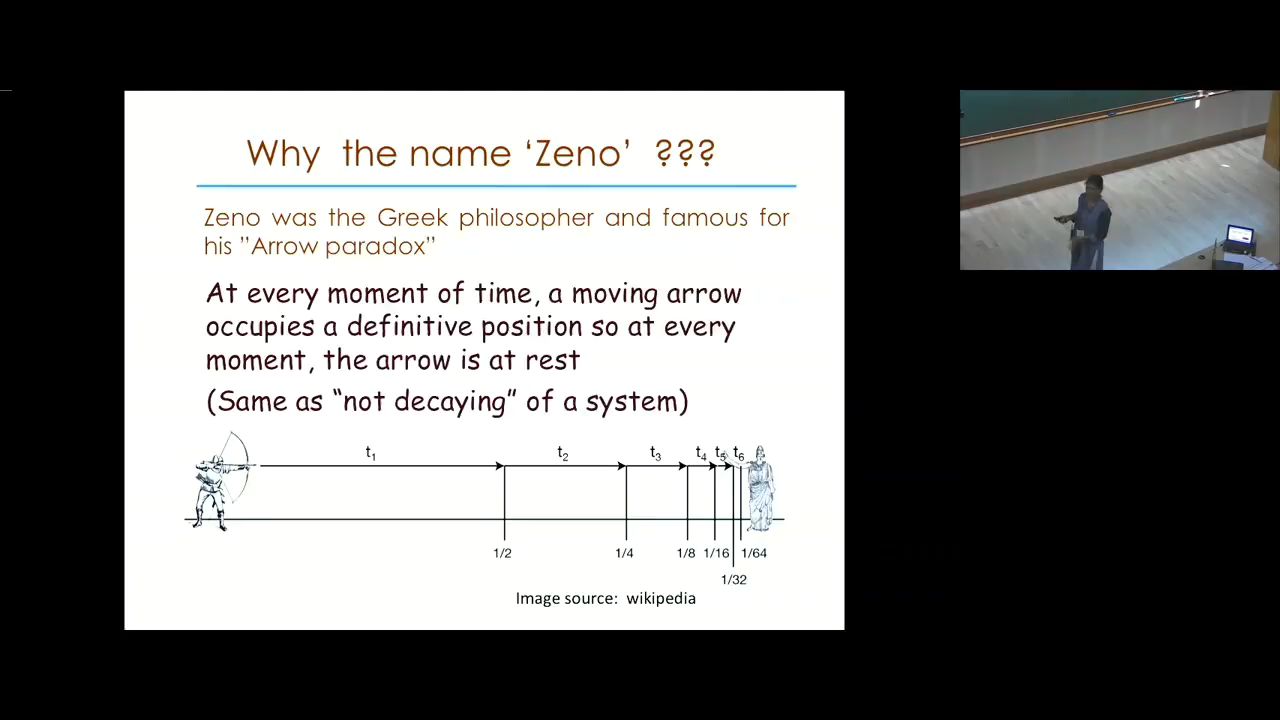 Why the name ‘Zeno’ ???
Zeno was the Greek philosopher and famous for
his ”Arrow paradox”
At every moment of time, a moving arrow
occupies a definitive position so at every
moment, the arrow is at rest
(Same as “not decaying” of a system)
t1 t2 t3 t4 t5 t6
1/2 1/4 1/8 1/16 1/64
1/32
Image source: wikipedia